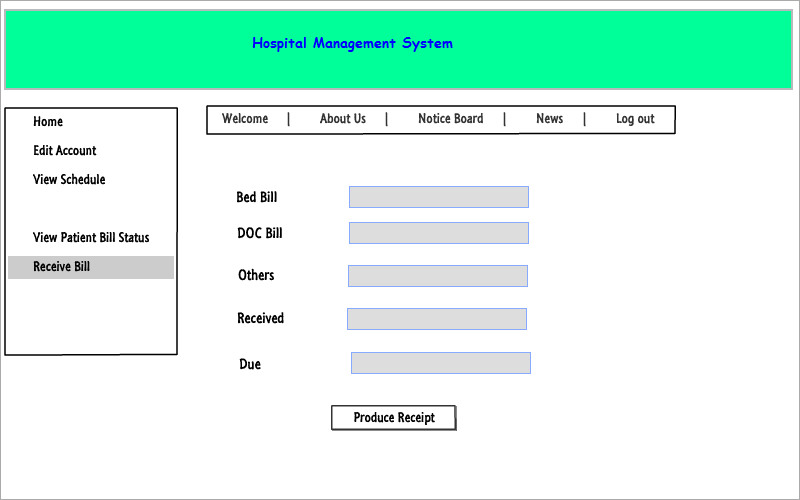 Hospital Management System
Welcome | About Us | Notice Board | News | Log out
Home
Edit Account
View Schedule
View Patient Bill Status
Receive Bill
Bed Bill
DOC Bill
Others
Received
Due
Produce Receipt